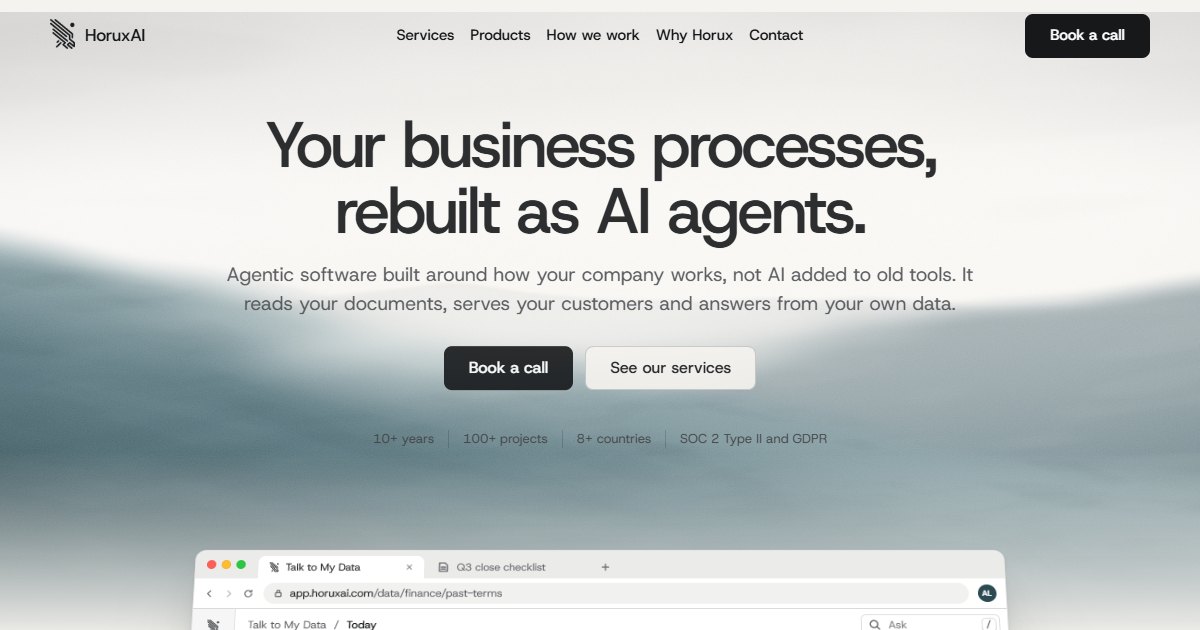 HoruxAI
Services Products How we work Why Horux Contact
Book a call
Your business processes,
rebuilt as AI agents.
Agentic software built around how your company works, not AI added to old tools. It
reads your documents, serves your customers and answers from your own data.
Book a call
See our services
10+ years
100+ projects
8+ countries
SOC 2 Type II and GDPR
Talk to My Data
Q3 close checklist
app.horuxai.com/data/finance/past-terms
AL
Talk to My Data / Today
Ask
/